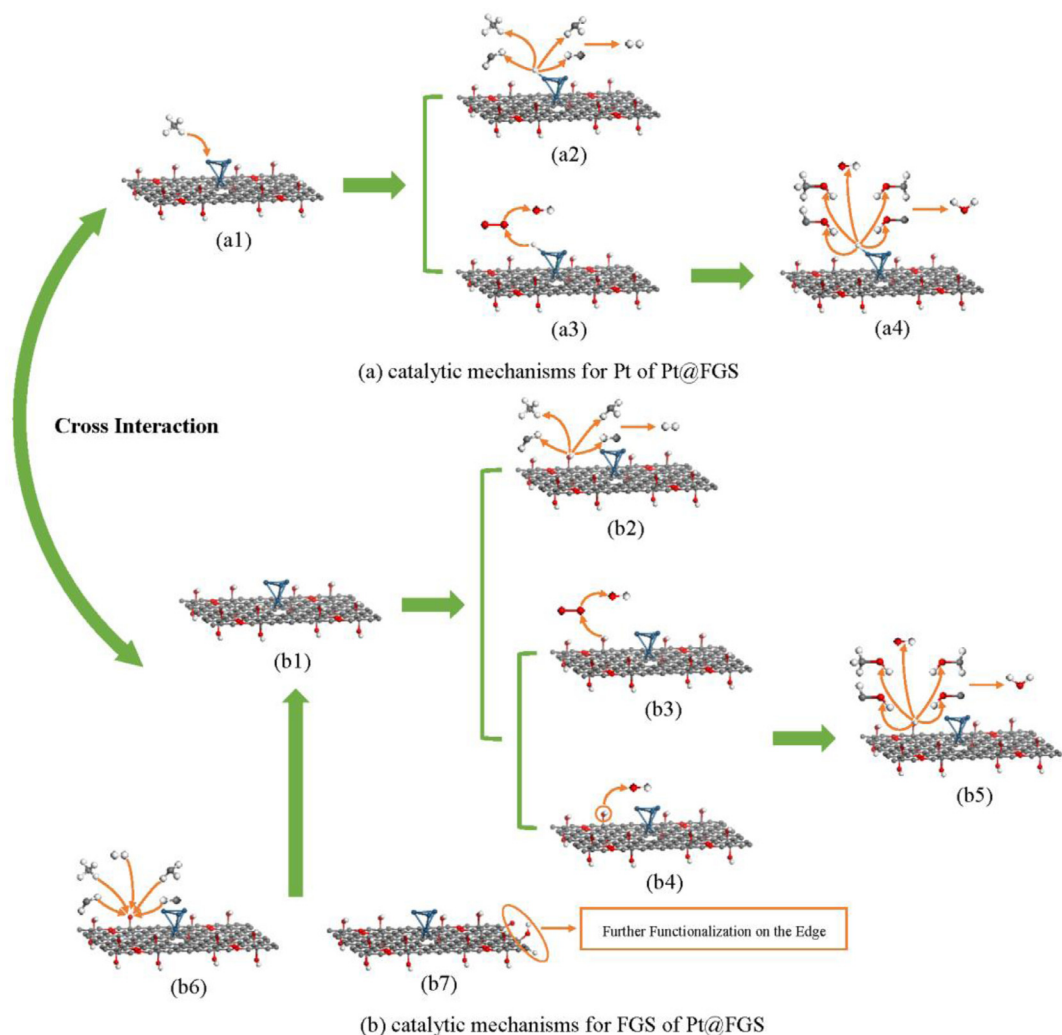 (a2)
(a1)
(a3)
(a4)
(a) catalytic mechanisms for Pt of Pt@FGS
Cross Interaction
(b2)
(b1)
(b3)
(b5)
(b4)
Further Functionalization on the Edge
(b6)
(b7)
(b) catalytic mechanisms for FGS of Pt@FGS